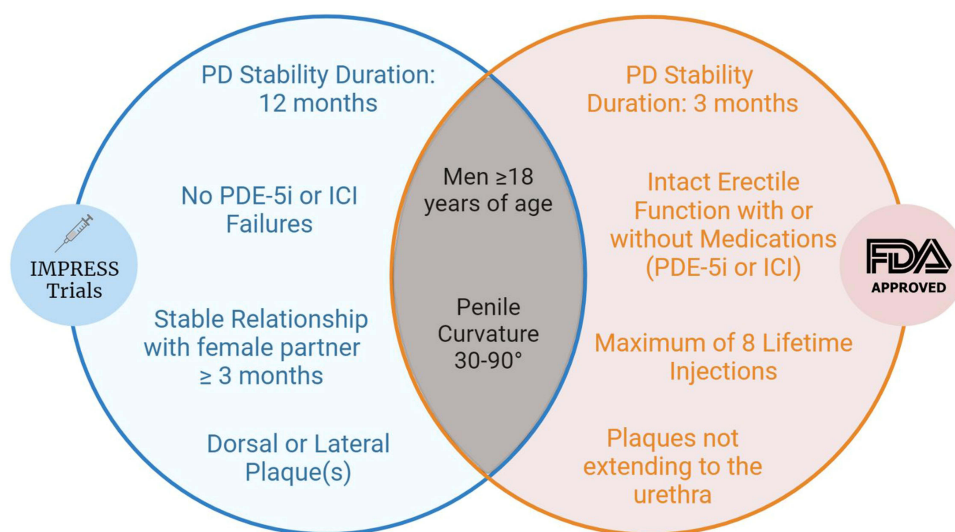 PD Stability Duration:
12 months
No PDE-5i or ICI
Failures
IMPRESS
Trials
Stable Relationship
with female partner
≥ 3 months
Dorsal or Lateral
Plaque(s)
Men ≥18
years of age
Penile
Curvature
30-90°
PD Stability
Duration: 3 months
Intact Erectile
Function with or
without Medications
(PDE-5i or ICI)
FDA
APPROVED
Maximum of 8 Lifetime
Injections
Plaques not
extending to the
urethra